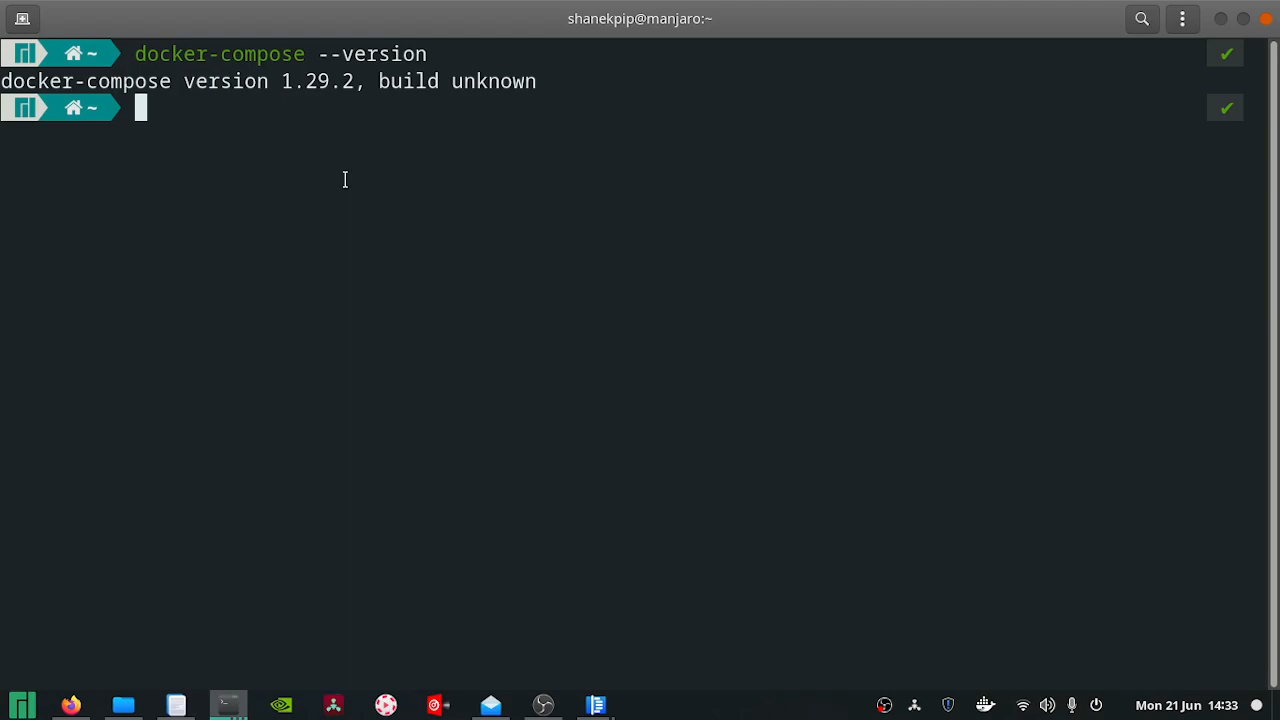 shanekpip@manjaro:~
~ docker-compose --version
docker-compose version 1.29.2, build unknown
~
Mon 21 Jun 14:33